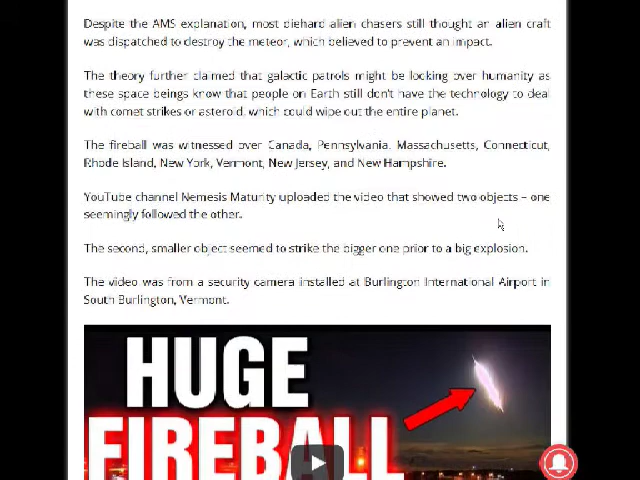 Despite the AMS explanation, most diehard alien chasers still thought an alien craft
was dispatched to destroy the meteor, which believed to prevent an impact.
The theory further claimed that galactic patrols might be looking over humanity as
these space beings know that people on Earth still don't have the technology to deal
with comet strikes or asteroid, which could wipe out the entire planet.
The fireball was witnessed over Canada, Pennsylvania, Massachusetts, Connecticut,
Rhode Island, New York, Vermont, New Jersey, and New Hampshire.
YouTube channel Nemesis Maturity uploaded the video that showed two objects – one
seemingly followed the other.
The second, smaller object seemed to strike the bigger one prior to a big explosion.
The video was from a security camera installed at Burlington International Airport in
South Burlington, Vermont.
HUGE
FIREBALL